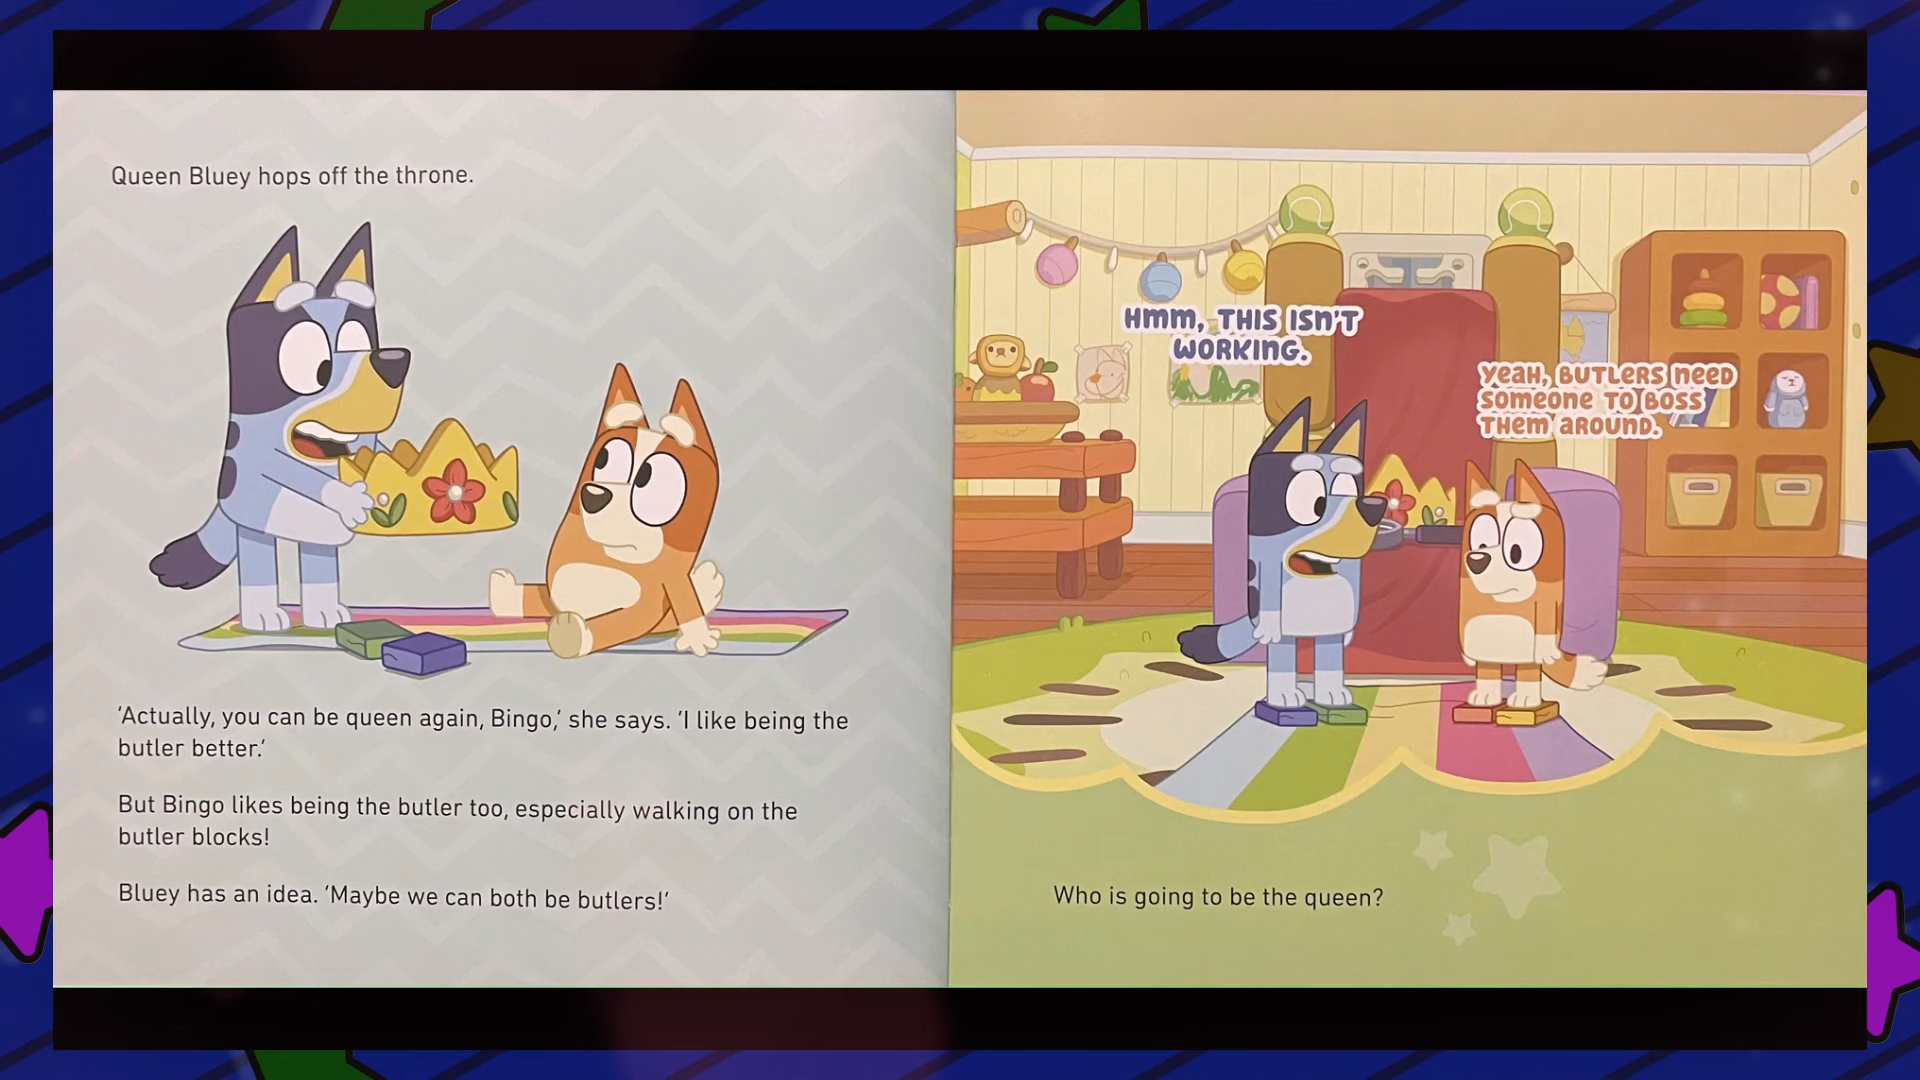 Queen Bluey hops off the throne.
‘Actually, you can be queen again, Bingo,’ she says. ‘I like being the
butler better.’
But Bingo likes being the butler too, especially walking on the
butler blocks!
Bluey has an idea. ‘Maybe we can both be butlers!’
Hmm, THIS ISN'T
WORKING.
Yeah, BUTLERS need
someone TO BOSS
THem AROUND.
Who is going to be the queen?